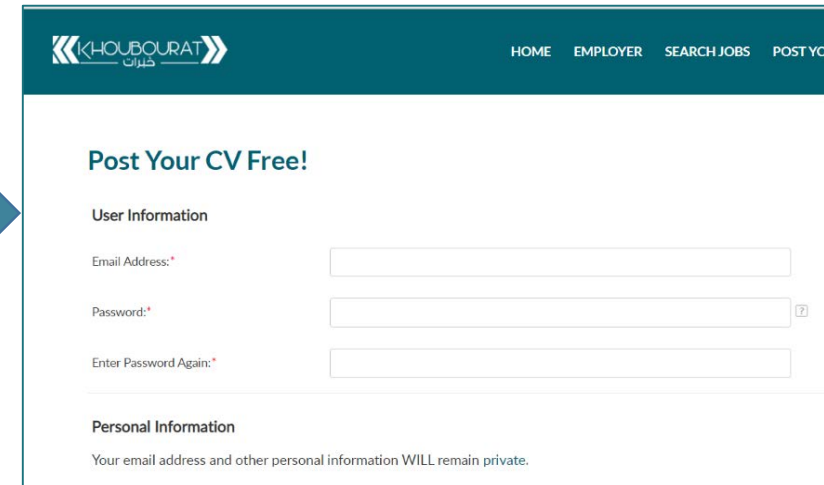 KHOUBOURAT
خبرات
HOME EMPLOYER SEARCH JOBS POST YO
Post Your CV Free!
User Information
Email Address:*
Password:*
?
Enter Password Again:*
Personal Information
Your email address and other personal information WILL remain private.